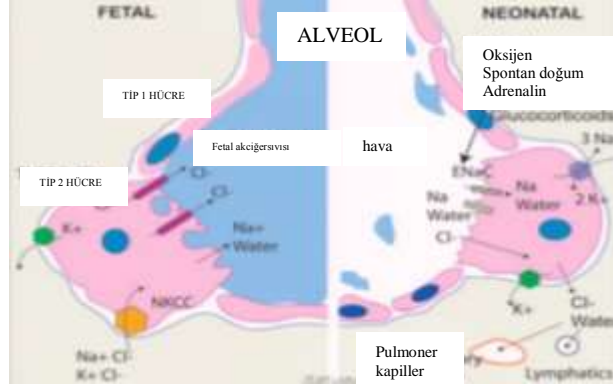 FETAL
NEONATAL
ALVEOL
Oksijen
Spontan doğum
Adrenalin
Glucocorticoids
TİP 1 HÜCRE
Fetal akciğersıvısı
hava
3 Na
ENaC
TİP 2 HÜCRE
Cl-
Cl-
Na
Water
Na
Water
2 K+
K+
Na+
Water
Cl-
NKCC
K+
Cl-
Water
Na+ Cl-
K+ Cl-
Pulmoner
kapiller
Lymphatics